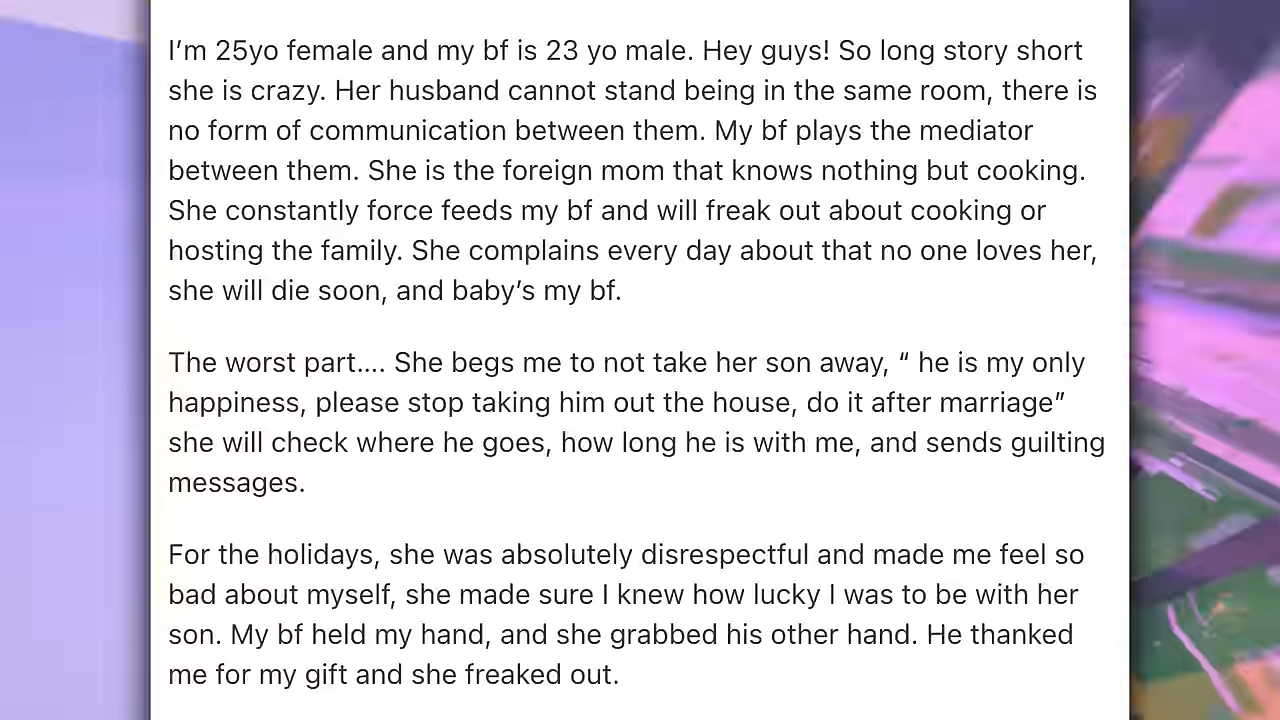 I’m 25yo female and my bf is 23 yo male. Hey guys! So long story short
she is crazy. Her husband cannot stand being in the same room, there is
no form of communication between them. My bf plays the mediator
between them. She is the foreign mom that knows nothing but cooking.
She constantly force feeds my bf and will freak out about cooking or
hosting the family. She complains every day about that no one loves her,
she will die soon, and baby’s my bf.
The worst part.... She begs me to not take her son away, “ he is my only
happiness, please stop taking him out the house, do it after marriage”
she will check where he goes, how long he is with me, and sends guilting
messages.
For the holidays, she was absolutely disrespectful and made me feel so
bad about myself, she made sure I knew how lucky I was to be with her
son. My bf held my hand, and she grabbed his other hand. He thanked
me for my gift and she freaked out.